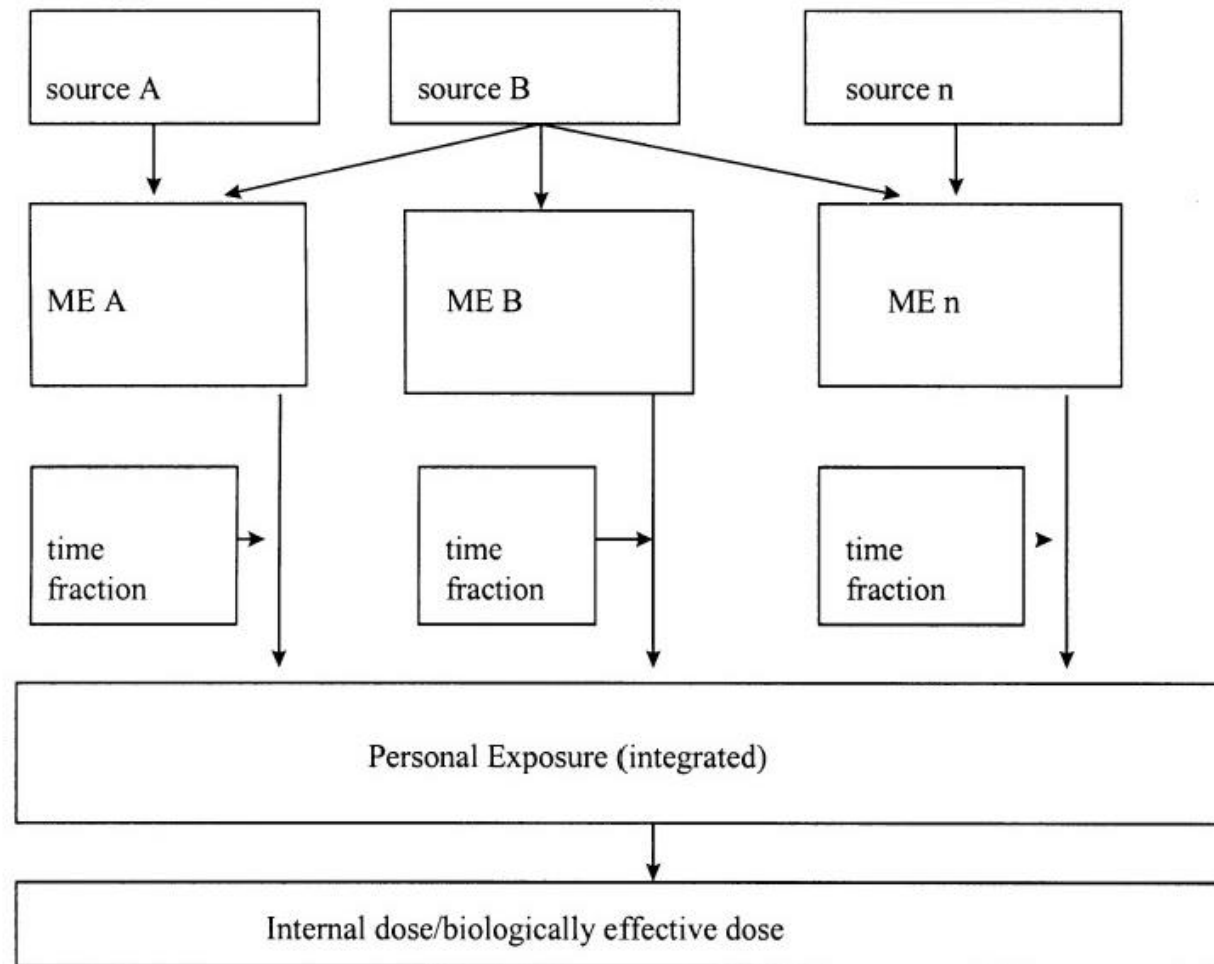 source A
source B
source n
ME A
ME B
ME n
time
fraction
time
fraction
time
fraction
Personal Exposure (integrated)
Internal dose/biologically effective dose